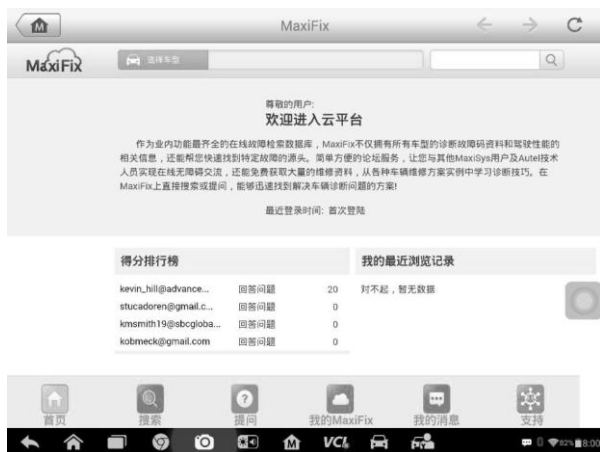 MaxiFix
MaxiFix
选择车型
尊敬的用户:
欢迎进入云平台
作为业内功能最齐全的在线故障检索数据库，MaxiFix不仅拥有所有车型的诊断故障码资料和驾驶性能的
相关信息，还能帮您快速找到特定故障的源头。简单方便的论坛服务，让您与其他MaxiSys用户及Autel技术
人员实现在线无障碍交流，还能免费获取大量的维修资料，从各种车辆维修方案实例中学习诊断技巧。在
MaxiFix上直接搜索或提问，能够迅速找到解决车辆诊断问题的方案!
最近登录时间: 首次登陆
得分排行榜
我的最近浏览记录
kevin_hill@advance... 回答问题 20
对不起，暂无数据
stucadoren@gmail.c... 回答问题 0
kmsmith19@sbcgloba... 回答问题 0
kobmeck@gmail.com 回答问题 0
首页 搜索 提问 我的MaxiFix 我的消息 支持
VCI 82% 8:00